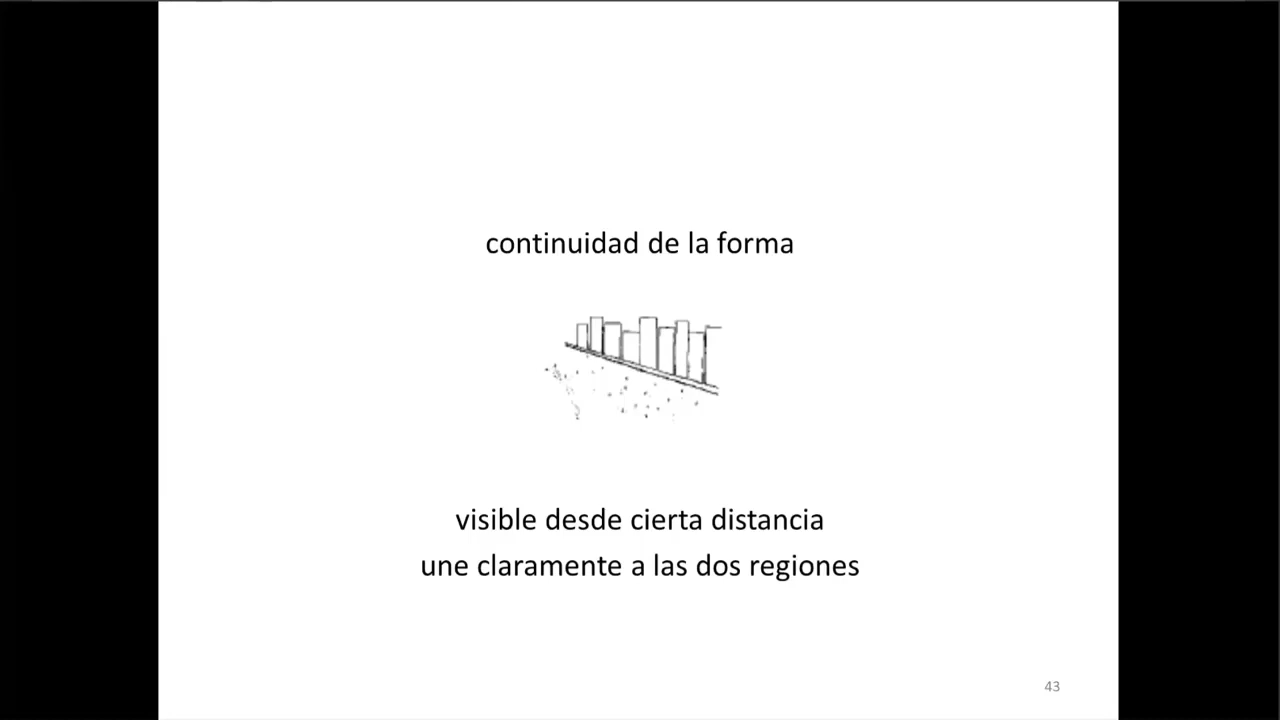 continuidad de la forma
visible desde cierta distancia
une claramente a las dos regiones
43